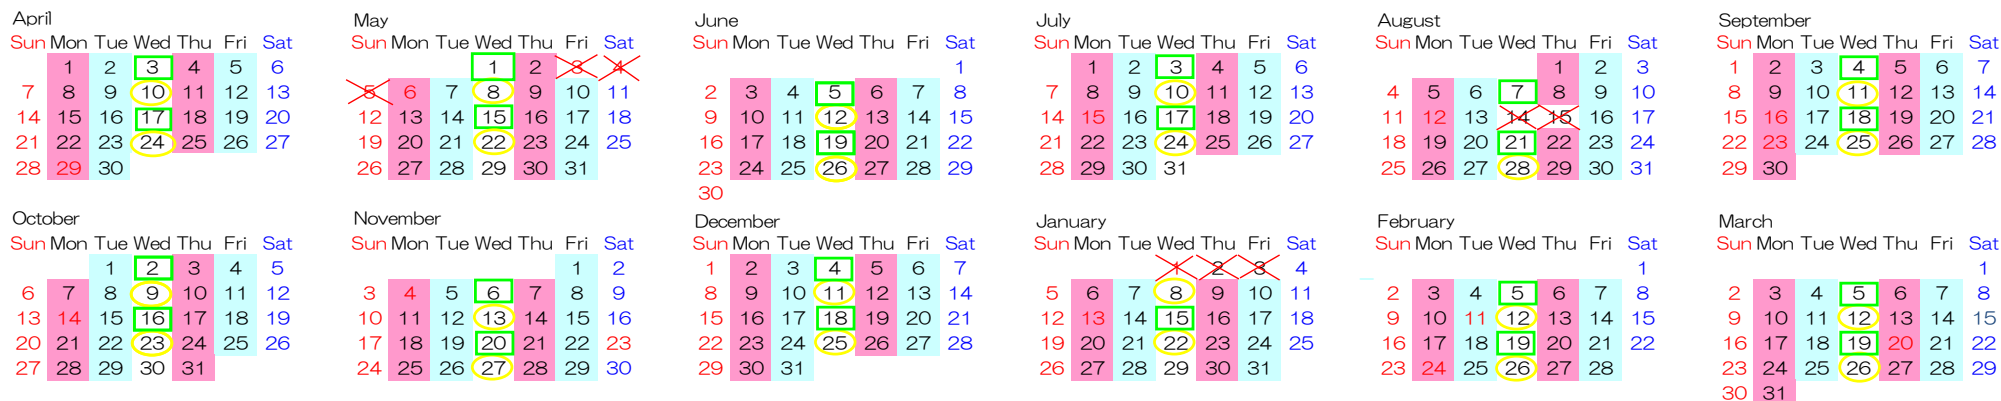 April
Sun Mon Tue Wed Thu Fri Sat
1 2 3 4 5 6
7 8 9 10 11 12 13
14 15 16 17 18 19 20
21 22 23 24 25 26 27
28 29 30
May
Sun Mon Tue Wed Thu Fri Sat
1 2 3 4
5 6 7 8 9 10 11
12 13 14 15 16 17 18
19 20 21 22 23 24 25
26 27 28 29 30 31
June
Sun Mon Tue Wed Thu Fri Sat
1
2 3 4 5 6 7 8
9 10 11 12 13 14 15
16 17 18 19 20 21 22
23 24 25 26 27 28 29
30
July
Sun Mon Tue Wed Thu Fri Sat
1 2 3 4 5 6
7 8 9 10 11 12 13
14 15 16 17 18 19 20
21 22 23 24 25 26 27
28 29 30 31
August
Sun Mon Tue Wed Thu Fri Sat
1 2 3
4 5 6 7 8 9 10
11 12 13 14 15 16 17
18 19 20 21 22 23 24
25 26 27 28 29 30 31
September
Sun Mon Tue Wed Thu Fri Sat
1 2 3 4 5 6 7
8 9 10 11 12 13 14
15 16 17 18 19 20 21
22 23 24 25 26 27 28
29 30
October
Sun Mon Tue Wed Thu Fri Sat
1 2 3 4 5
6 7 8 9 10 11 12
13 14 15 16 17 18 19
20 21 22 23 24 25 26
27 28 29 30 31
November
Sun Mon Tue Wed Thu Fri Sat
1 2
3 4 5 6 7 8 9
10 11 12 13 14 15 16
17 18 19 20 21 22 23
24 25 26 27 28 29 30
December
Sun Mon Tue Wed Thu Fri Sat
1 2 3 4 5 6 7
8 9 10 11 12 13 14
15 16 17 18 19 20 21
22 23 24 25 26 27 28
29 30 31
January
Sun Mon Tue Wed Thu Fri Sat
1 2 3 4
5 6 7 8 9 10 11
12 13 14 15 16 17 18
19 20 21 22 23 24 25
26 27 28 29 30 31
February
Sun Mon Tue Wed Thu Fri Sat
1
2 3 4 5 6 7 8
9 10 11 12 13 14 15
16 17 18 19 20 21 22
23 24 25 26 27 28
March
Sun Mon Tue Wed Thu Fri Sat
1
2 3 4 5 6 7 8
9 10 11 12 13 14 15
16 17 18 19 20 21 22
23 24 25 26 27 28 29
30 31